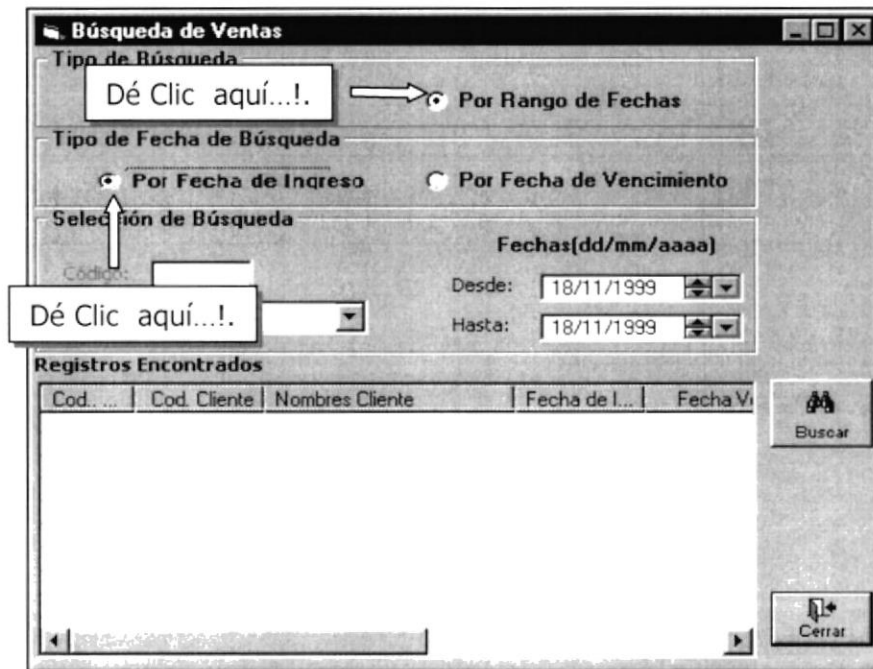 Búsqueda de Ventas
Tipo de Búsqueda
Dé Clic aquí...!.
Por Rango de Fechas
Tipo de Fecha de Búsqueda
Por Fecha de Ingreso
Por Fecha de Vencimiento
Selección de Búsqueda
Fechas(dd/mm/aaaa)
Código:
Desde:
18/11/1999
Dé Clic aquí...!.
Hasta:
18/11/1999
Registros Encontrados
Cod.. ...
Cod. Cliente
Nombres Cliente
Fecha de I...
Fecha V
Buscar
Cerrar